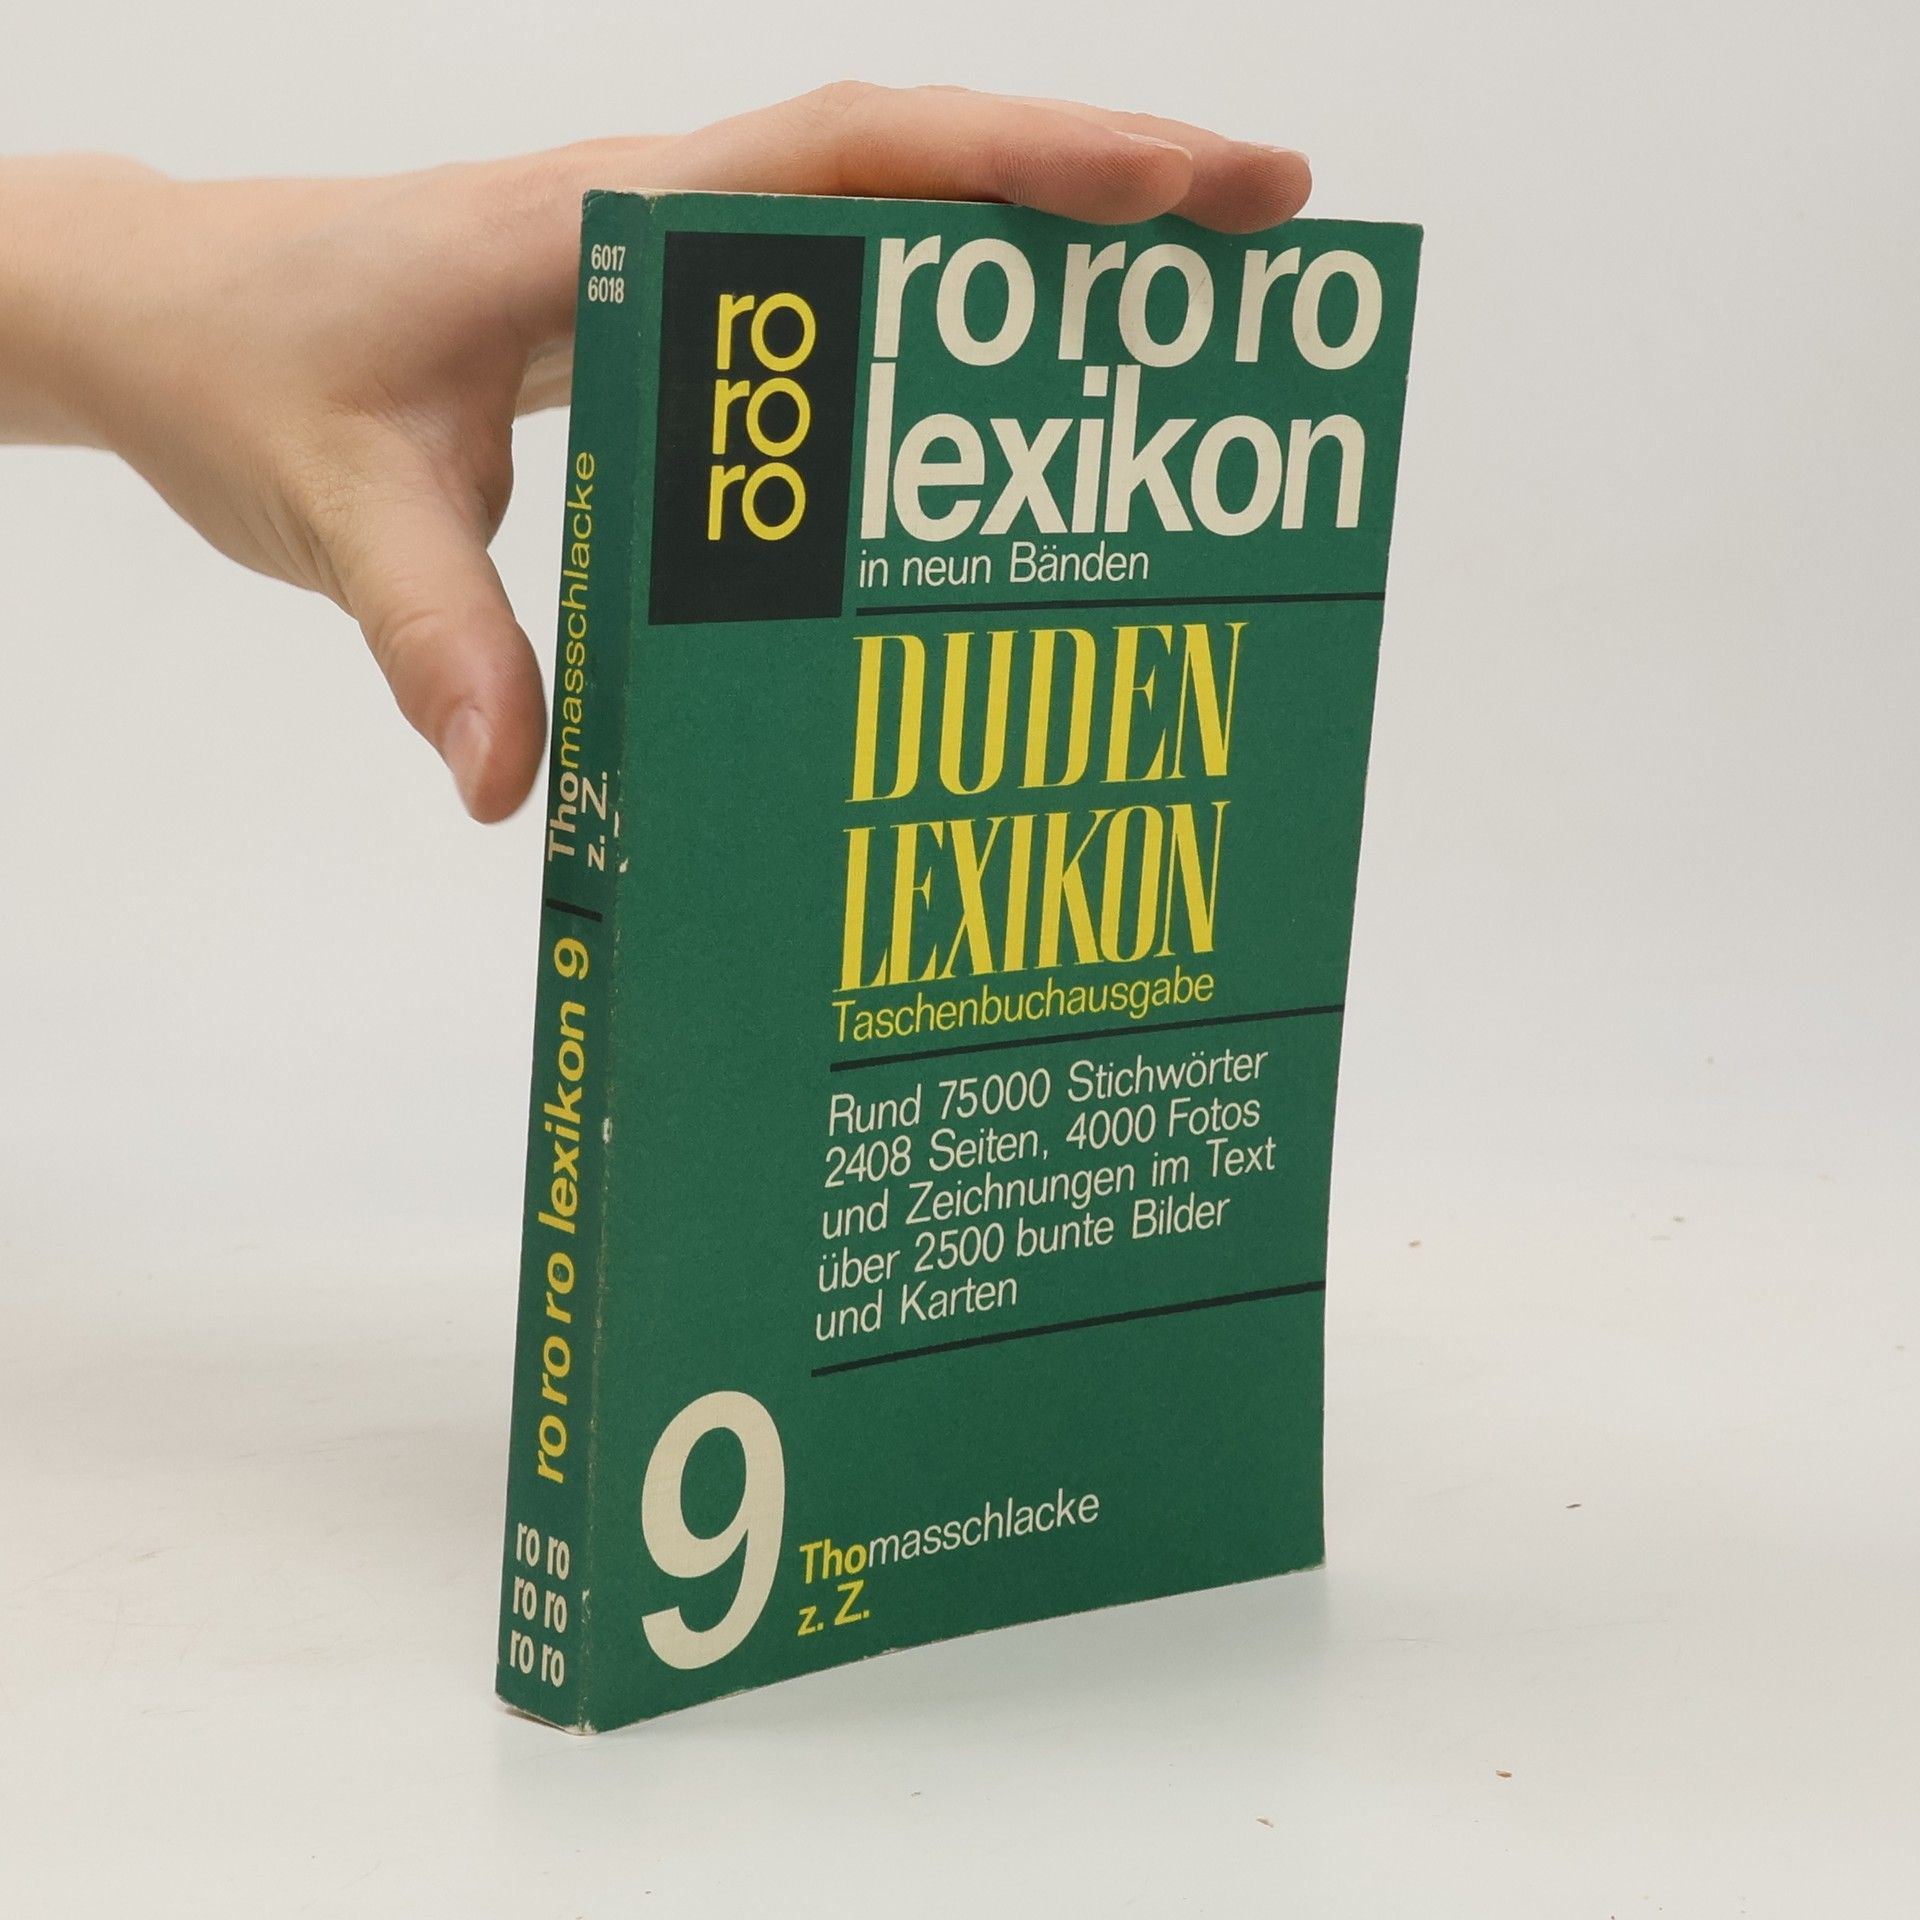 6017
6018
Thomasschlacke
z. Z.
ro ro ro lexikon 9
ro ro
ro ro
ro ro
ro
ro
ro
ro ro ro
lexikon
in neun Bänden
DUDEN
LEXIKON
Taschenbuchausgabe
Rund 75000 Stichwörter
2408 Seiten, 4000 Fotos
und Zeichnungen im Text
über 2500 bunte Bilder
und Karten
9
Thomasschlacke
z. Z.